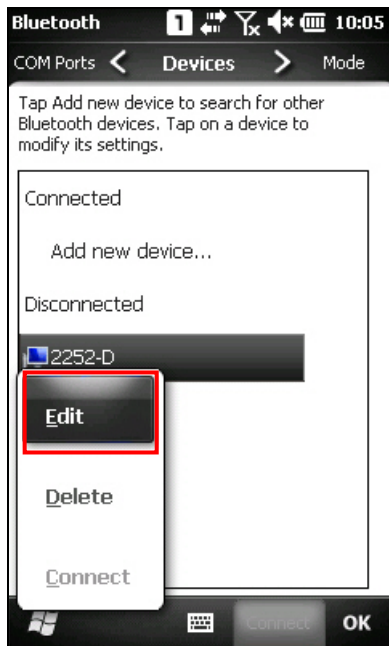 Bluetooth 1 10:05
COM Ports Devices Mode
Tap Add new device to search for other
Bluetooth devices. Tap on a device to
modify its settings.
Connected
Add new device...
Disconnected
2252-D
Edit
Delete
Connect
Connect OK